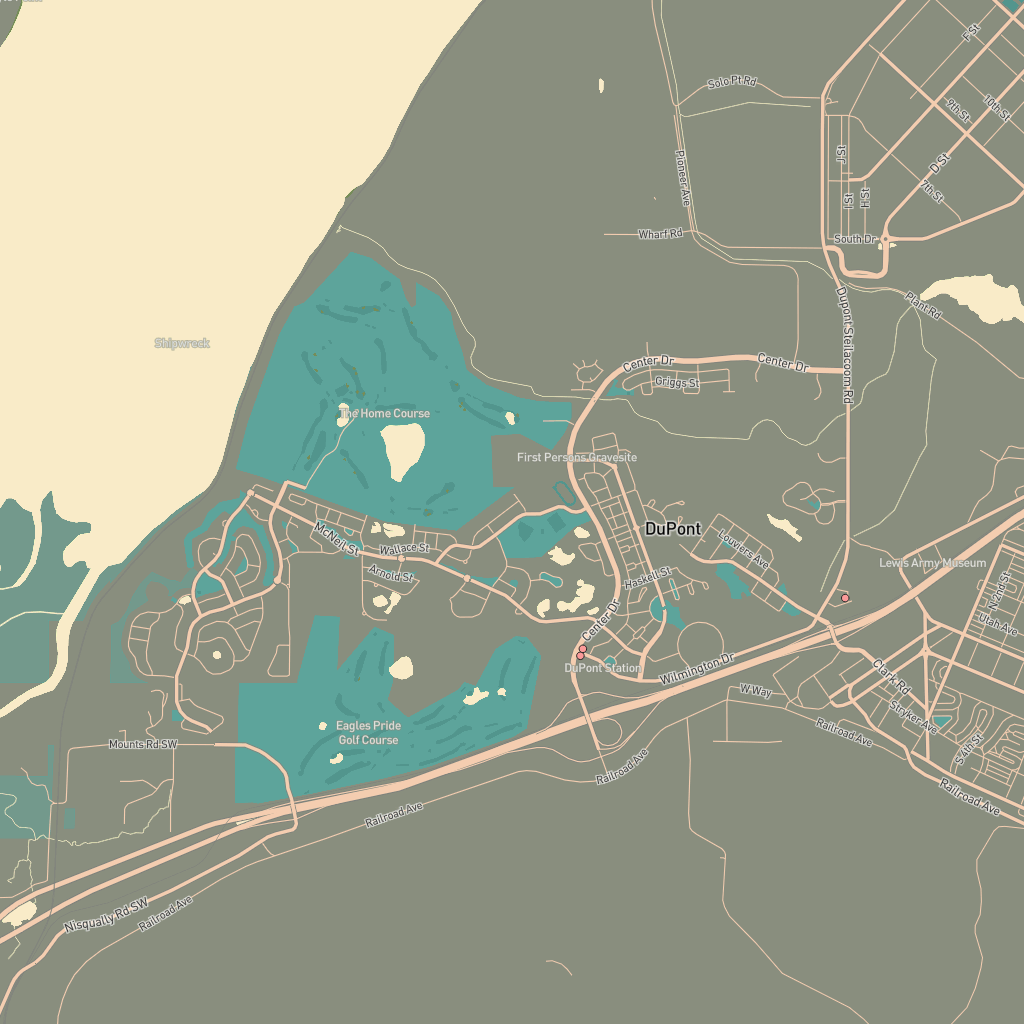 F St
Solo Pt Rd
9th St
10th St
J St
D St
Pioneer Ave
7th St
I St
H St
Wharf Rd
South Dr
Plant Rd
Dupont Steilacoom Rd
Shipwreck
Center Dr
Center Dr
Griggs St
The Home Course
First Persons Gravesite
DuPont
McNeil St
Wallace St
Louviers Ave
Arnold St
Haskell St
Lewis Army Museum
N 2nd St
Utah Ave
Center Dr
DuPont Station
Wilmington Dr
Clark Rd
W Way
Stryker Ave
Eagles Pride
Golf Course
Railroad Ave
Mounts Rd SW
S 4th St
Railroad Ave
Railroad Ave
Railroad Ave
Nisqually Rd SW
Railroad Ave